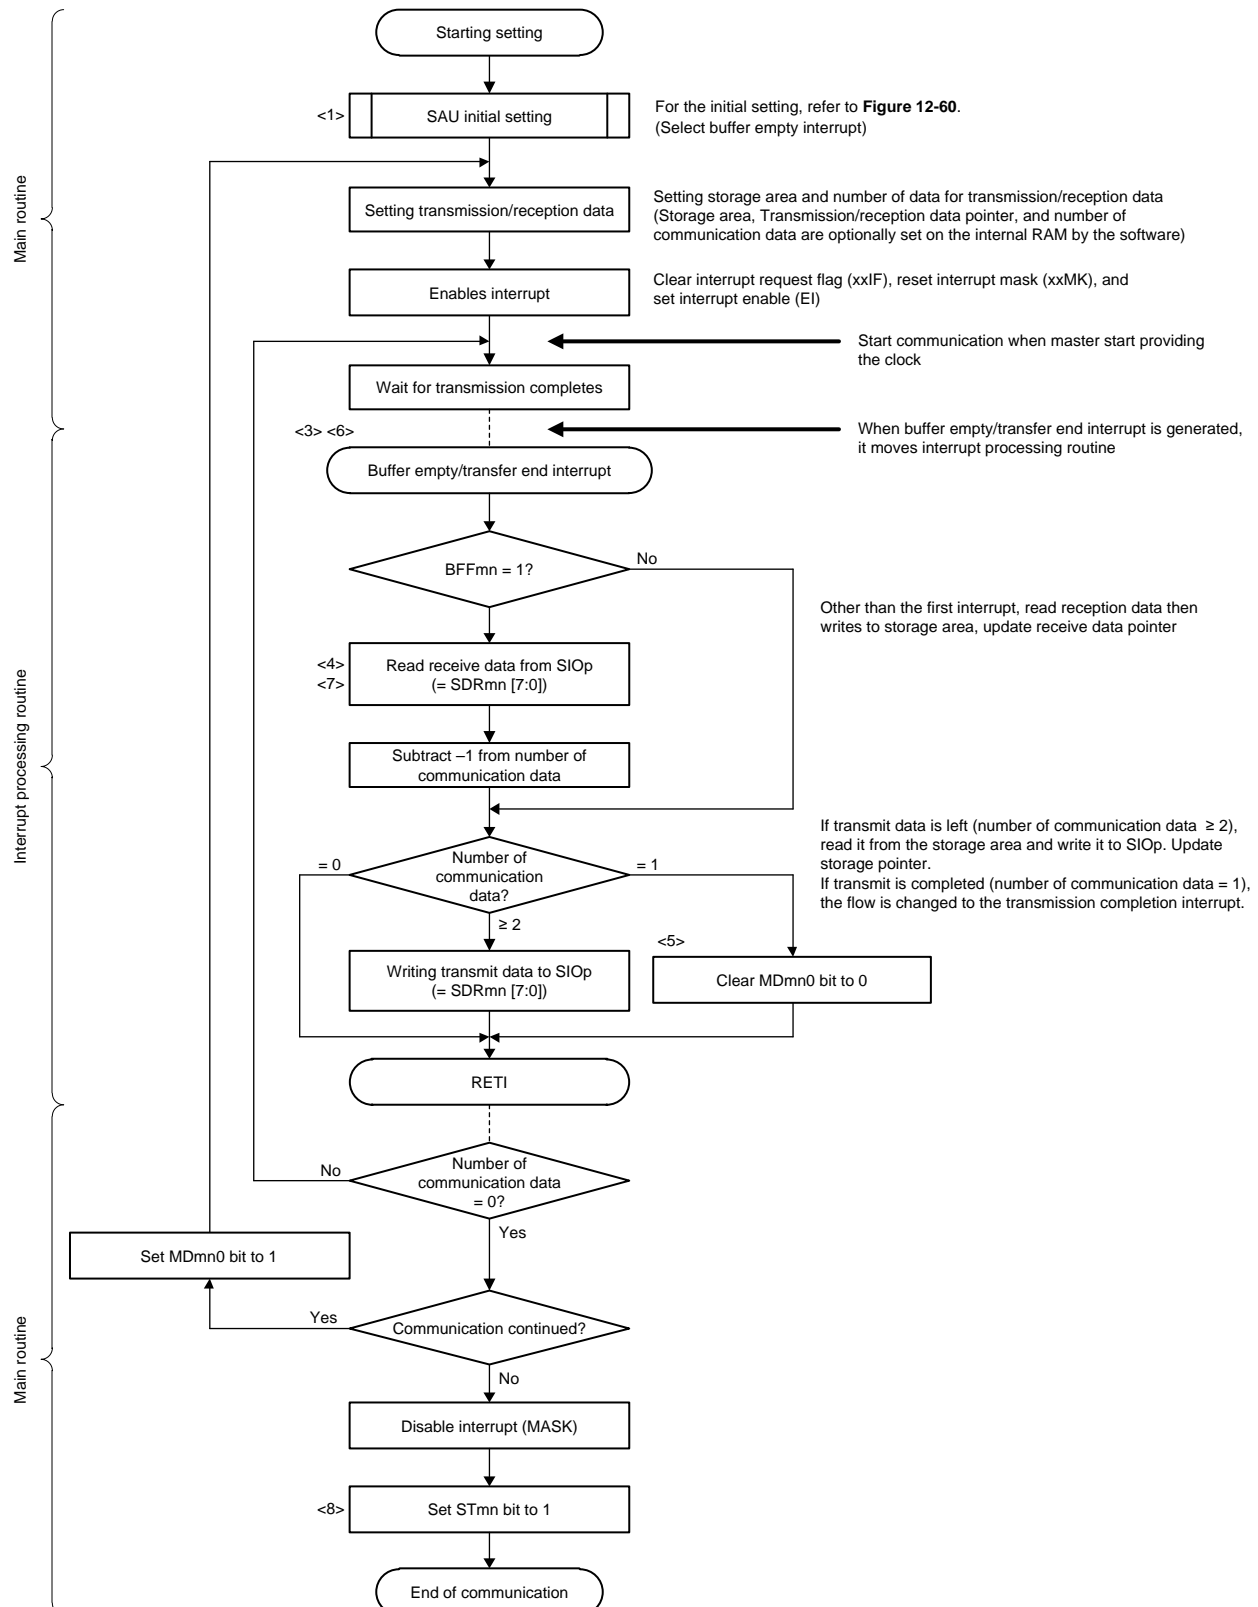 Starting setting
<1>
SAU initial setting
For the initial setting, refer to Figure 12-60.
(Select buffer empty interrupt)
Main routine
Setting transmission/reception data
Setting storage area and number of data for transmission/reception data
(Storage area, Transmission/reception data pointer, and number of
communication data are optionally set on the internal RAM by the software)
Enables interrupt
Clear interrupt request flag (xxIF), reset interrupt mask (xxMK), and
set interrupt enable (EI)
Start communication when master start providing
the clock
Wait for transmission completes
<3> <6>
When buffer empty/transfer end interrupt is generated,
it moves interrupt processing routine
Buffer empty/transfer end interrupt
BFFmn = 1?
No
Other than the first interrupt, read reception data then
writes to storage area, update receive data pointer
<4>
<7>
Read receive data from SIOp
(= SDRmn [7:0])
Interrupt processing routine
Subtract –1 from number of
communication data
If transmit data is left (number of communication data ≥ 2),
read it from the storage area and write it to SIOp. Update
storage pointer.
If transmit is completed (number of communication data = 1),
the flow is changed to the transmission completion interrupt.
= 0
Number of
communication
data?
= 1
≥ 2
<5>
Writing transmit data to SIOp
(= SDRmn [7:0])
Clear MDmn0 bit to 0
RETI
No
Number of
communication data
= 0?
Yes
Set MDmn0 bit to 1
Yes
Communication continued?
No
Main routine
Disable interrupt (MASK)
<8>
Set STmn bit to 1
End of communication